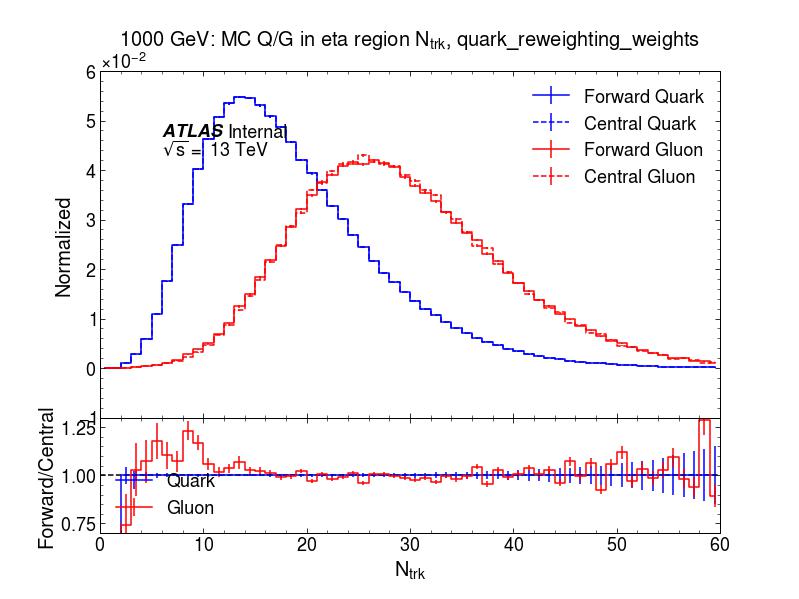 1000 GeV: MC Q/G in eta region N_trk, quark_reweighting_weights
×10⁻²
6
5
4
3
2
1
0
−1
Normalized
ATLAS Internal
√s = 13 TeV
Forward Quark
Central Quark
Forward Gluon
Central Gluon
1.25
1.00
0.75
Forward/Central
Quark
Gluon
0 10 20 30 40 50 60
N_trk